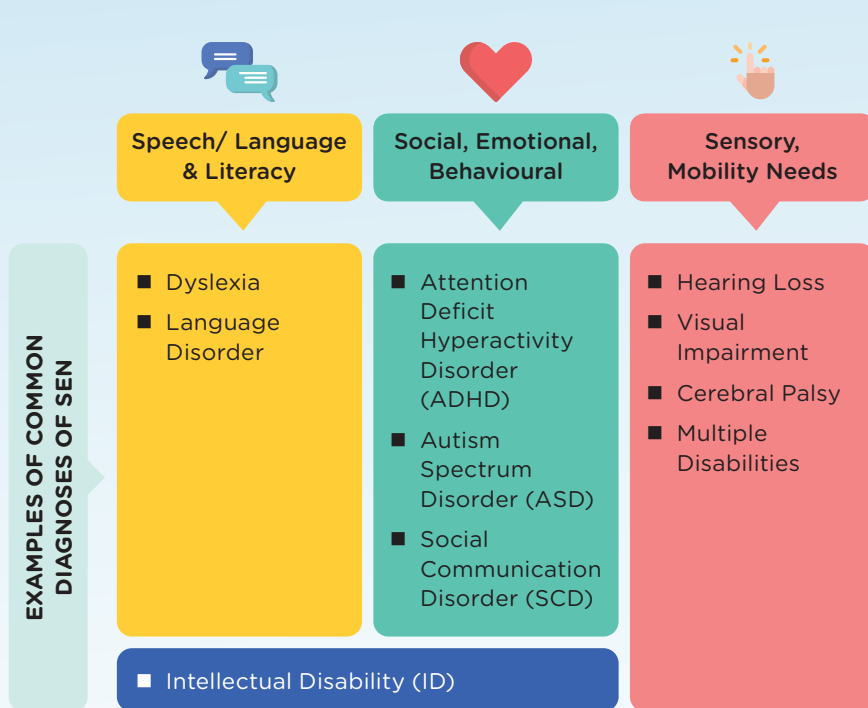 Speech/ Language
& Literacy
Social, Emotional,
Behavioural
Sensory,
Mobility Needs
EXAMPLES OF COMMON
DIAGNOSES OF SEN
■ Dyslexia
■ Language
Disorder
■ Attention
Deficit
Hyperactivity
Disorder
(ADHD)
■ Autism
Spectrum
Disorder (ASD)
■ Social
Communication
Disorder (SCD)
■ Hearing Loss
■ Visual
Impairment
■ Cerebral Palsy
■ Multiple
Disabilities
■ Intellectual Disability (ID)